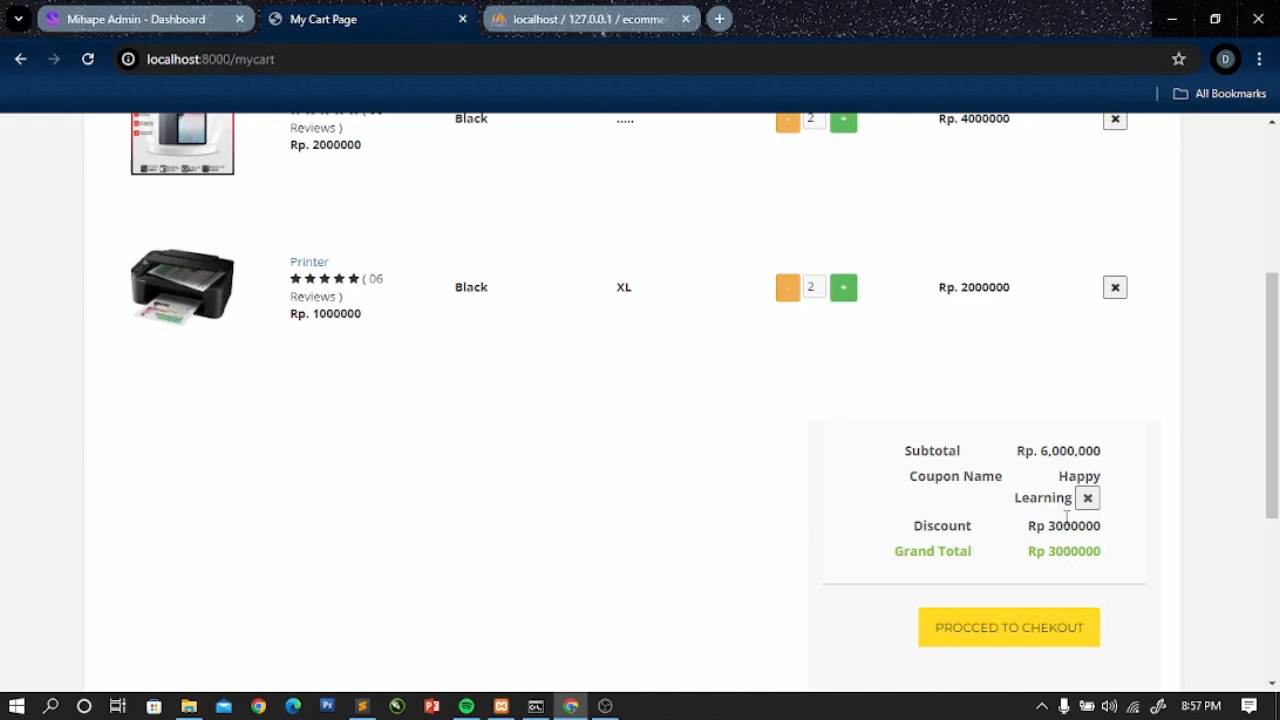 Mihape Admin - Dashboard
My Cart Page
localhost / 127.0.0.1 / ecommer
localhost:8000/mycart
D
All Bookmarks
Reviews )
Rp. 2000000
Black
.....
- 2 +
Rp. 4000000
Printer
( 06
Reviews )
Rp. 1000000
Black
XL
- 2 +
Rp. 2000000
Subtotal Rp. 6,000,000
Coupon Name Happy
Learning
Discount Rp 3000000
Grand Total Rp 3000000
PROCCED TO CHEKOUT
8:57 PM